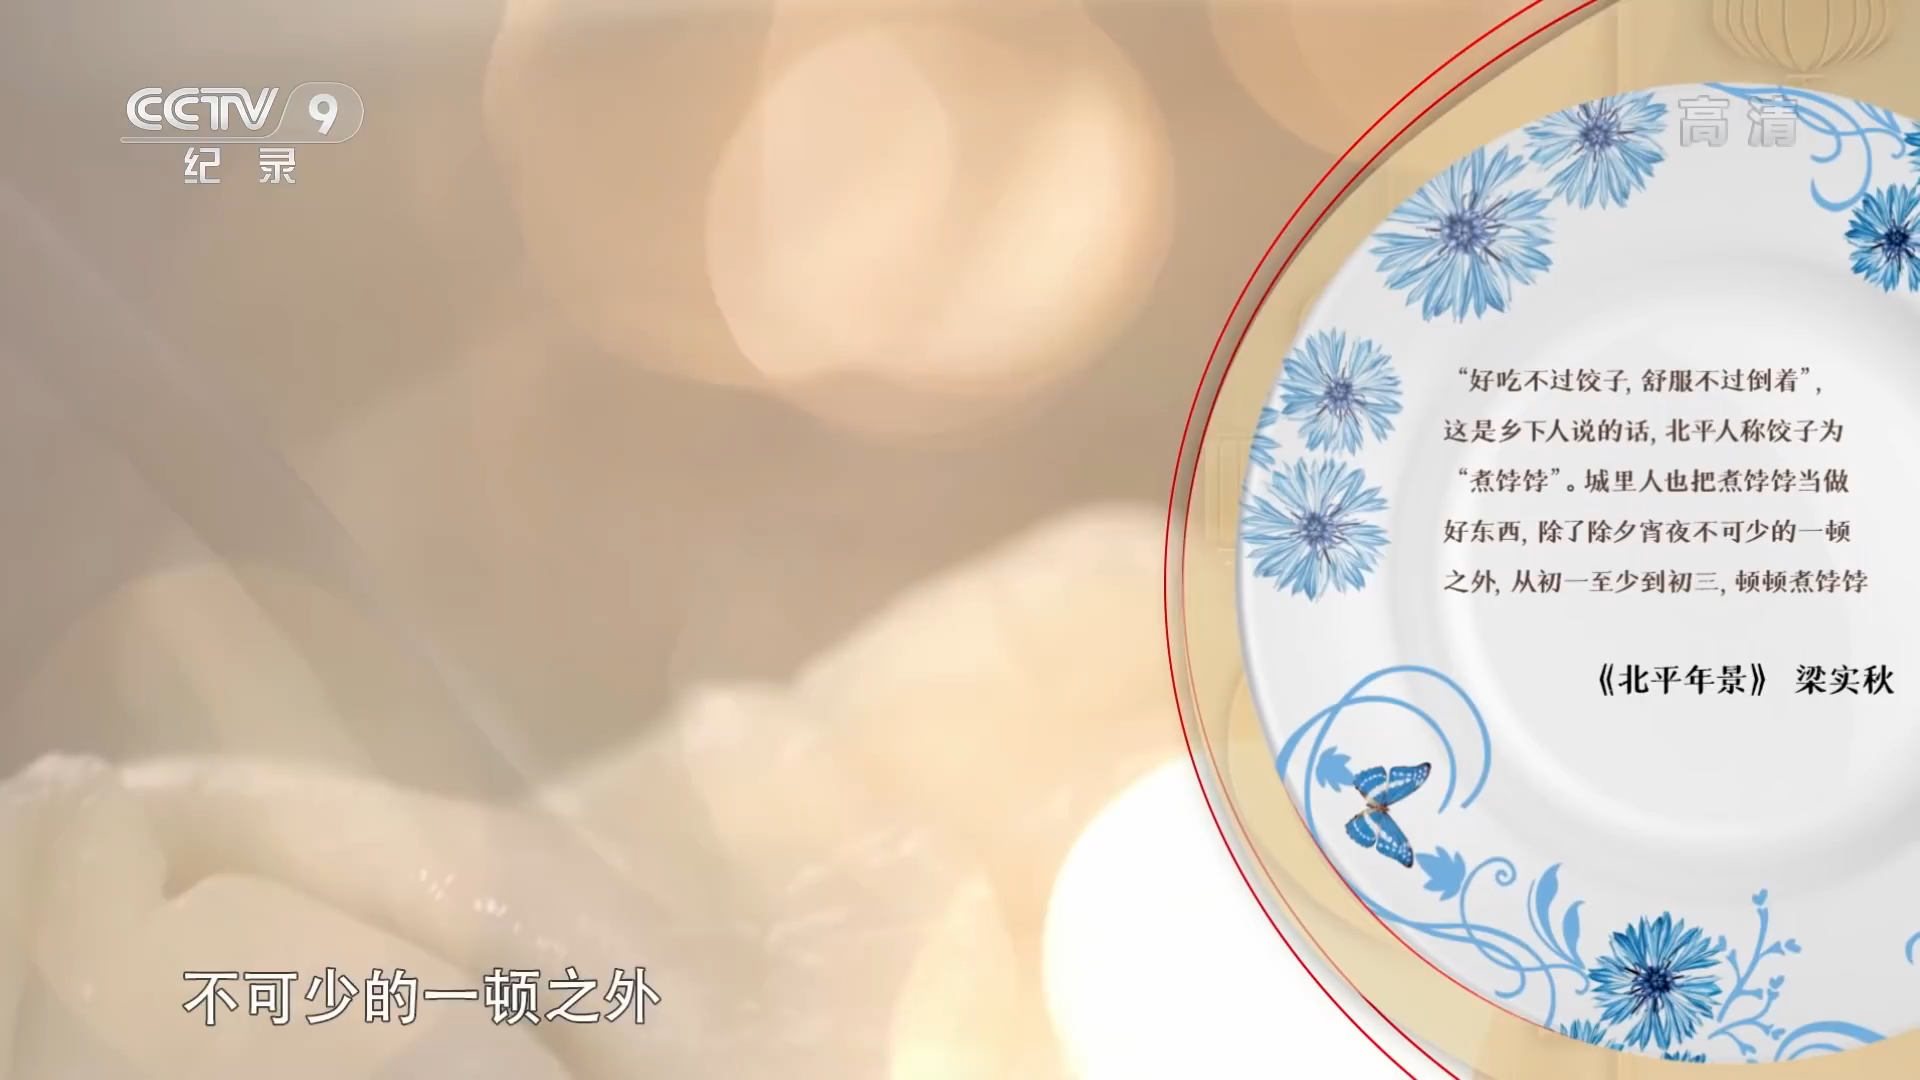 CCTV 9
纪 录
高清
“好吃不过饺子, 舒服不过倒着”,
这是乡下人说的话, 北平人称饺子为
“煮饽饽”。城里人也把煮饽饽当做
好东西, 除了除夕宵夜不可少的一顿
之外, 从初一至少到初三, 顿顿煮饽饽
《北平年景》 梁实秋
不可少的一顿之外